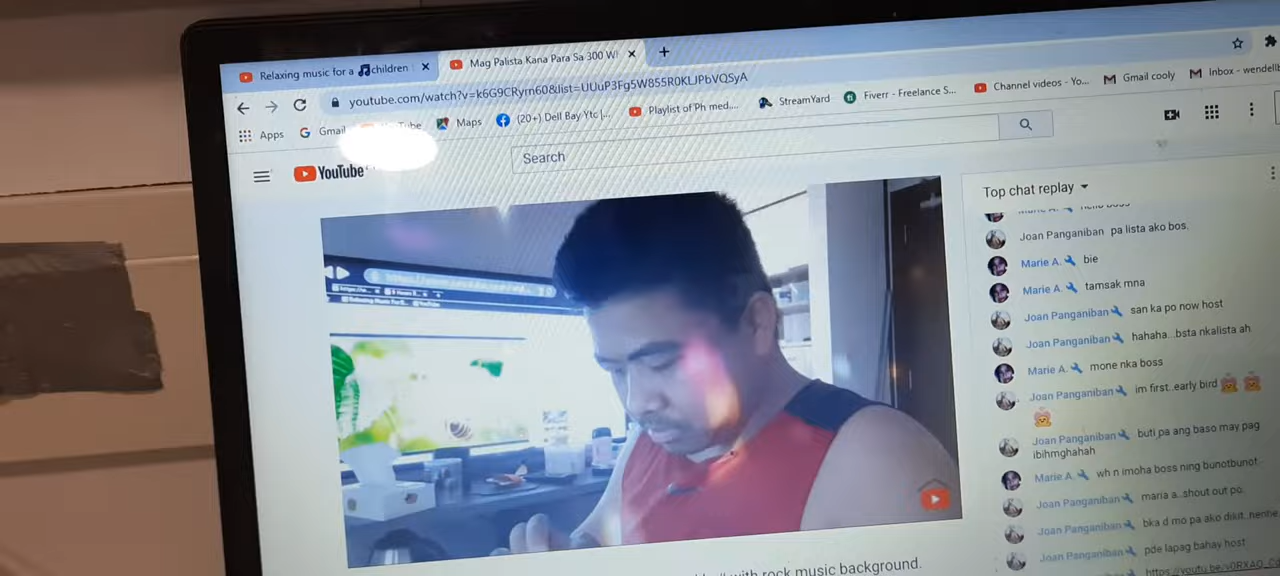 Relaxing music for a children
Mag Palista Kana Para Sa 300 W
youtube.com/watch?v=k6G9CRym60&list=UUuP3Fg5W855R0KLJPbVQSyA
Apps
Gmail
Maps
(20+) Dell Bay Ytc |...
Playlist of Ph med....
StreamYard
Fiverr - Freelance S...
Channel videos - Yo...
Gmail cooly
Inbox - wendellb
YouTube
Search
Top chat replay
Joan Panganiban pa lista ako bos.
Marie A. bie
Marie A. tamsak mna
Joan Panganiban san ka po now host
Joan Panganiban hahaha...bsta nkalista ah
Marie A. mone nka boss
Joan Panganiban im first..early bird
Joan Panganiban buti pa ang baso may pag
ibihmghahah
Marie A. wh n imoha boss ning bunotbunot
Joan Panganiban maria a..shout out po
Joan Panganiban bka d mo pa ako dikit..nenhe
Joan Panganiban pde lapag bahay host
with rock music background.